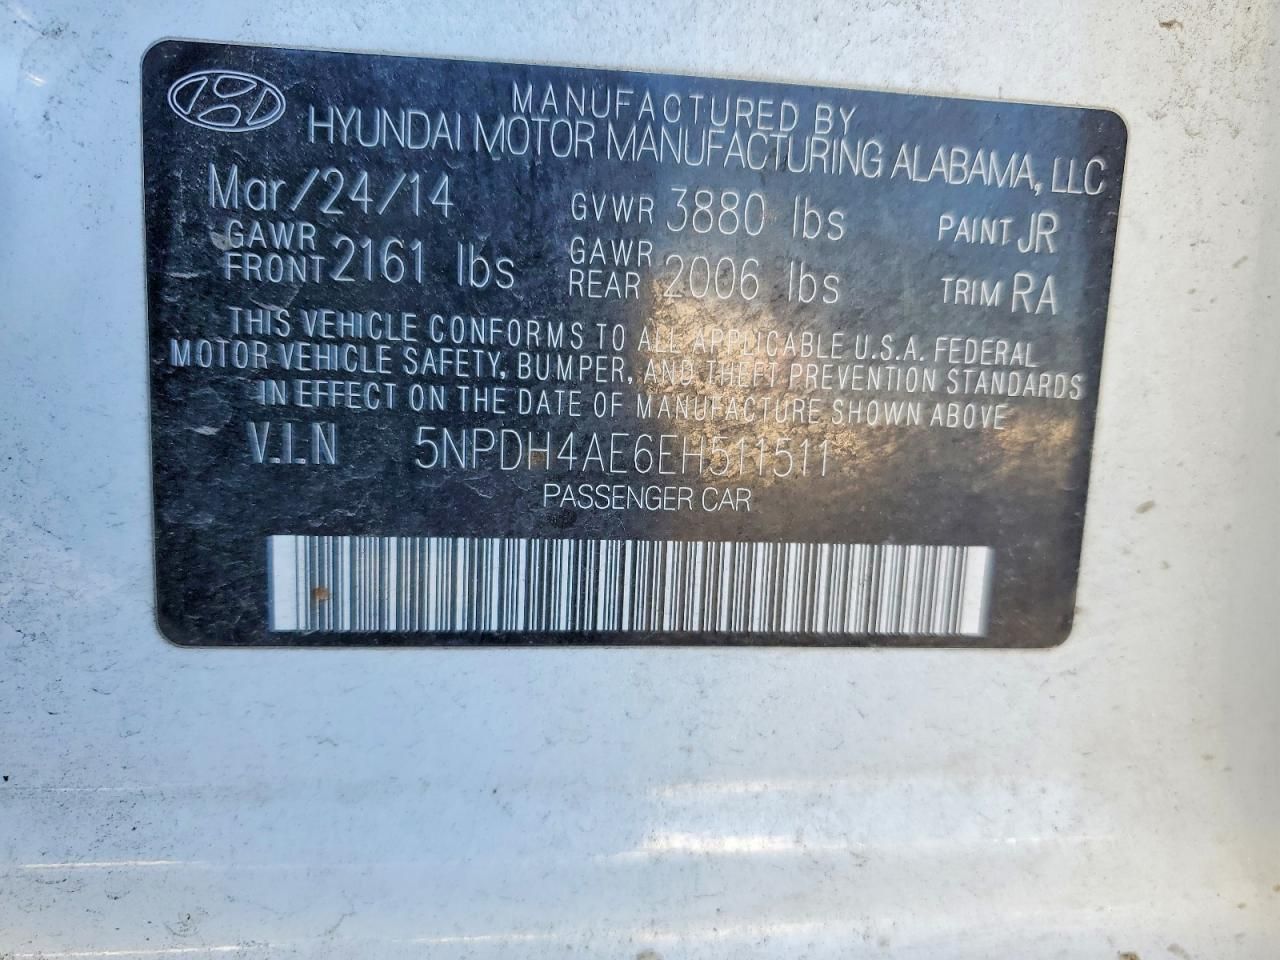 MANUFACTURED BY
HYUNDAI MOTOR MANUFACTURING ALABAMA, LLC
Mar/24/14 GVWR 3880 lbs PAINT JR
GAWR FRONT 2161 lbs GAWR REAR 2006 lbs TRIM RA
THIS VEHICLE CONFORMS TO ALL APPLICABLE U.S.A. FEDERAL
MOTOR VEHICLE SAFETY, BUMPER, AND THEFT PREVENTION STANDARDS
IN EFFECT ON THE DATE OF MANUFACTURE SHOWN ABOVE
V.I.N 5NPDH4AE6EH511511
PASSENGER CAR